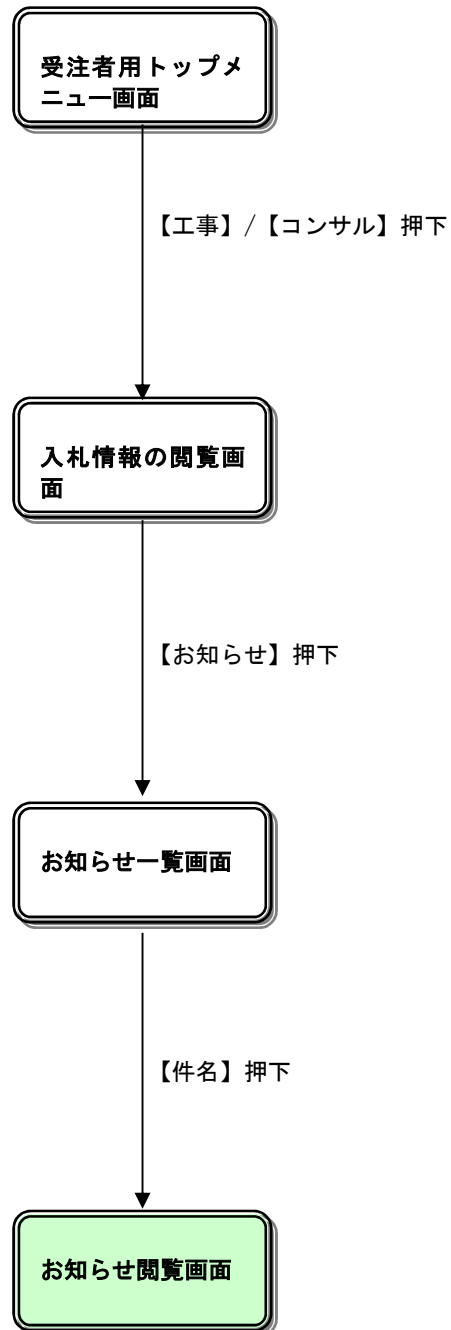 受注者用トップメ
ニュー画面
【工事】/【コンサル】押下
入札情報の閲覧画
面
【お知らせ】押下
お知らせ一覧画面
【件名】押下
お知らせ閲覧画面